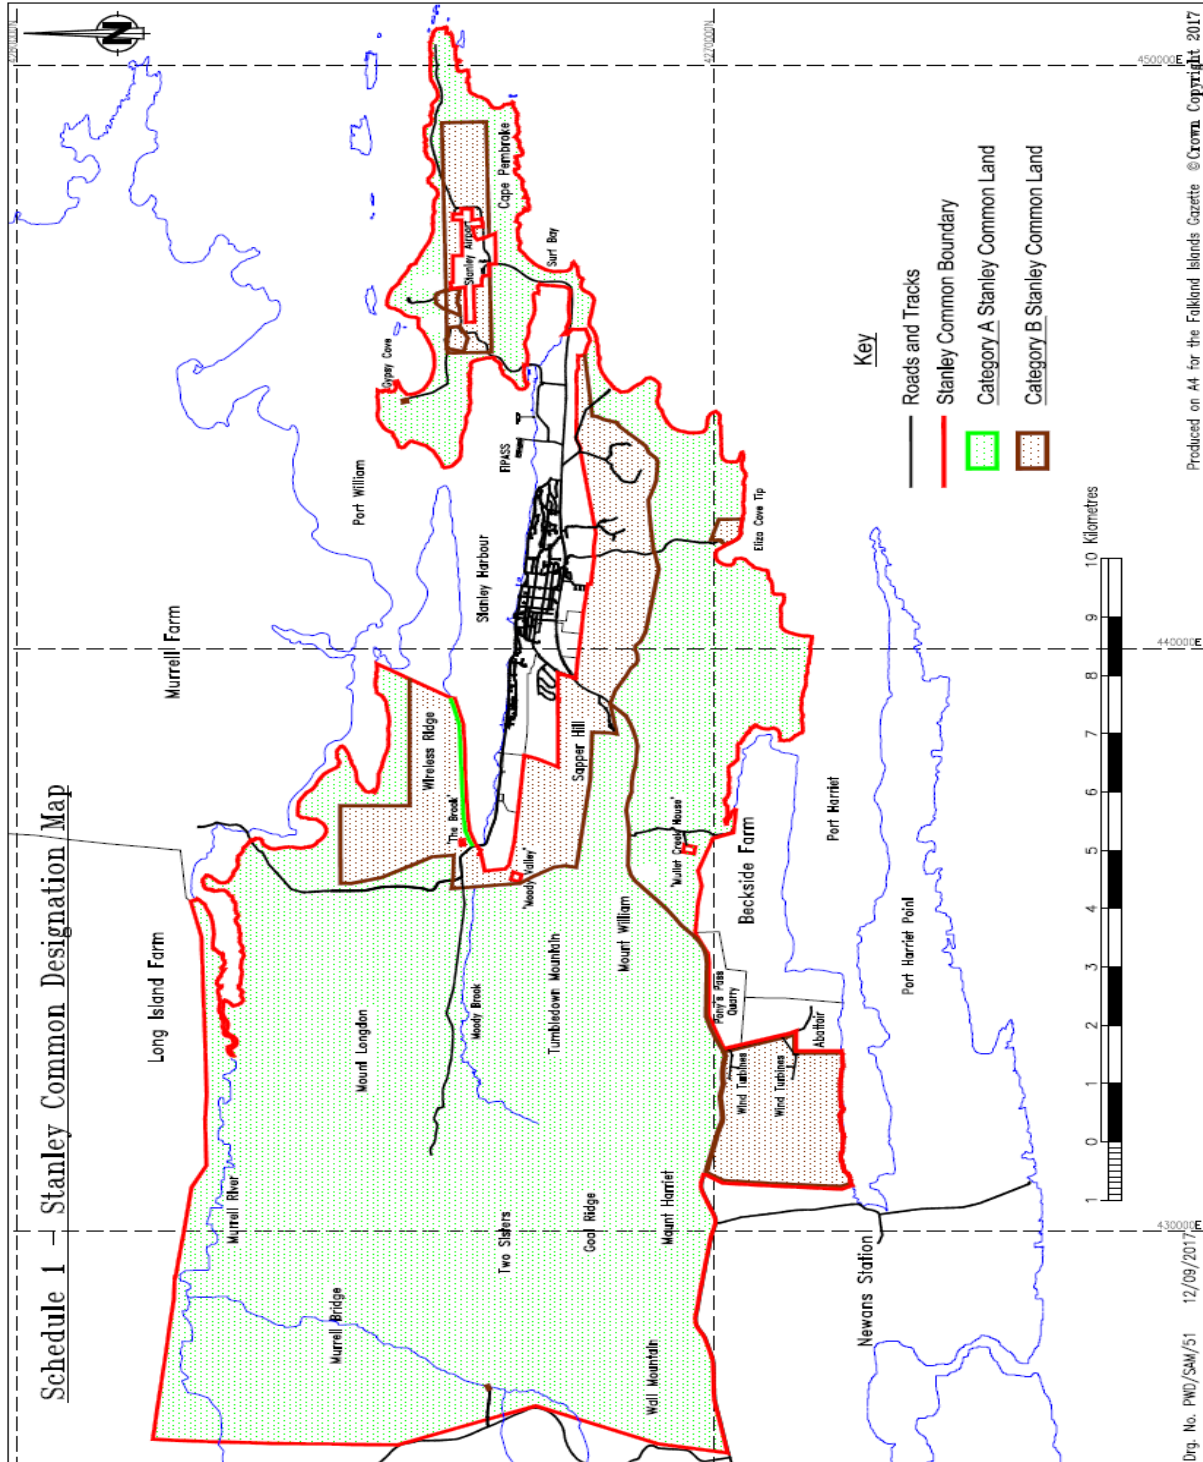 Schedule 1 – Stanley Common Designation Map
N
4280000N
4270000N
450000E
440000E
430000E
Murrell Farm
Long Island Farm
Port William
Gypsy Cove
Cape Pembroke
Stanley Airport
Surf Bay
FIPASS
Stanley Harbour
Wireless Ridge
'The Brook'
'Moody Valley'
Sapper Hill
Eliza Cove Tip
'Mullet Creek House'
Beckside Farm
Port Harriet
Port Harriet Point
Mount William
Tumbledown Mountain
Moody Brook
Mount Longdon
Pony's Pass
Quarry
Abattoir
Wind Turbines
Wind Turbines
Murrell River
Murrell Bridge
Two Sisters
Goat Ridge
Mount Harriet
Wall Mountain
Newans Station
Key
Roads and Tracks
Stanley Common Boundary
Category A Stanley Common Land
Category B Stanley Common Land
1 0 1 2 3 4 5 6 7 8 9 10 Kilometres
Drg. No. PWD/SAM/51 12/09/2017
Produced on A4 for the Falkland Islands Gazette © Crown Copyright 2017